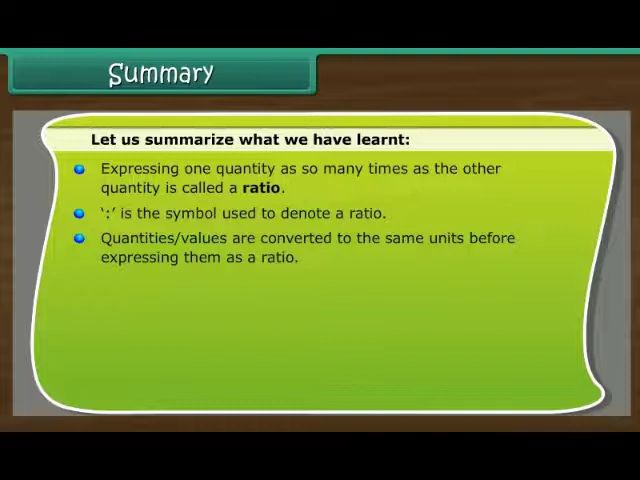 Summary
Let us summarize what we have learnt:
Expressing one quantity as so many times as the other
quantity is called a ratio.
‘:’ is the symbol used to denote a ratio.
Quantities/values are converted to the same units before
expressing them as a ratio.